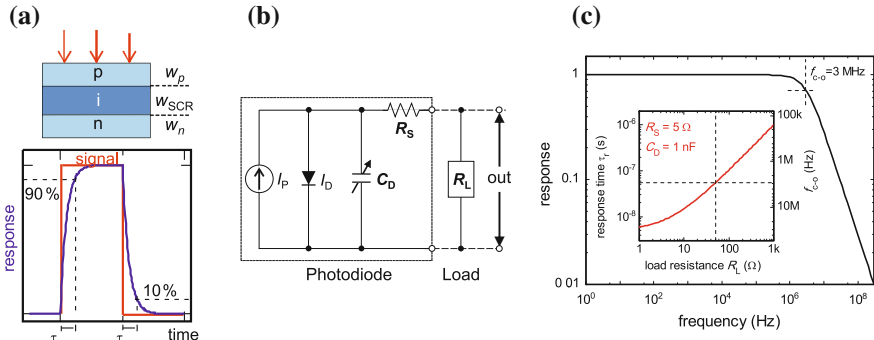 (a)
p
i
n
w_p
w_SCR
w_n
signal
90 %
10 %
response
τ
τ
time
(b)
I_P
I_D
C_D
R_S
R_L
out
Photodiode
Load
(c)
f_c-o=3 MHz
response
1
0.1
0 01
10^0
10^2
10^4
10^6
10^8
frequency (Hz)
R_S = 5 Ω
C_D = 1 nF
response time τ_r (s)
10^-6
10^-7
10^-8
1
10
100
1k
load resistance R_L (Ω)
100k
1M
10M
f_c-o (Hz)